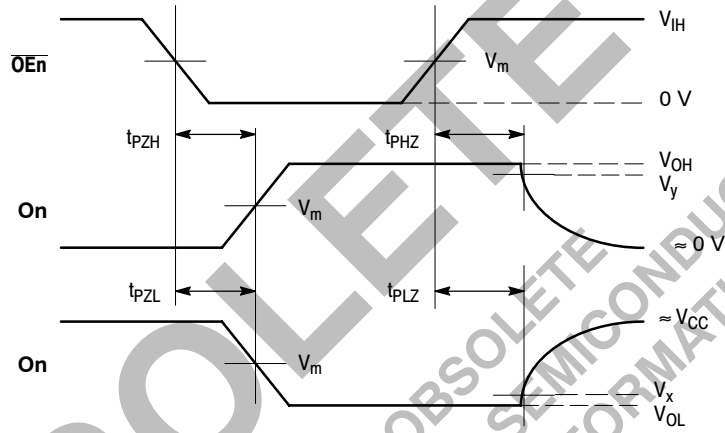 V_IH
OEn
V_m
0 V
t_PZH
t_PHZ
V_OH
V_y
On
V_m
≈ 0 V
t_PZL
t_PLZ
≈ V_CC
On
V_m
V_x
V_OL
OBSOLETE
OBSOLETE